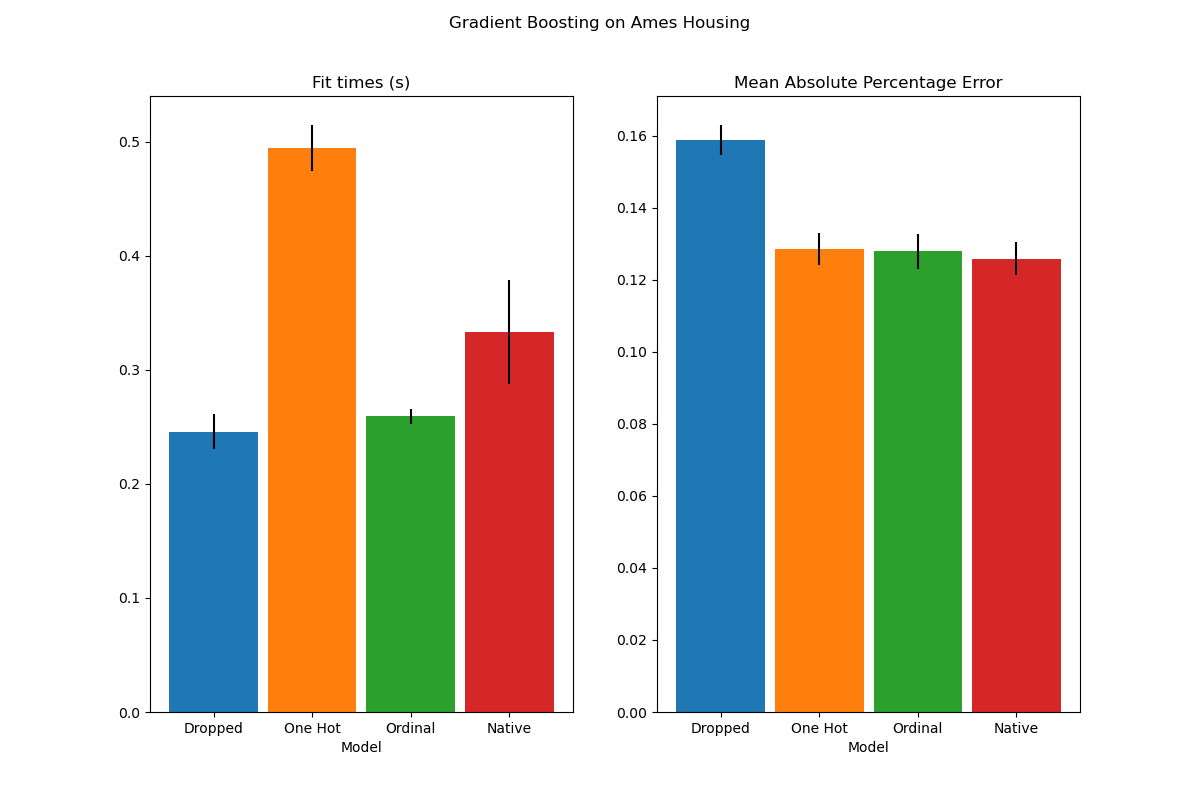 Gradient Boosting on Ames Housing
Fit times (s)
0.5
0.4
0.3
0.2
0.1
0.0
Dropped One Hot Ordinal Native
Model
Mean Absolute Percentage Error
0.16
0.14
0.12
0.10
0.08
0.06
0.04
0.02
0.00
Dropped One Hot Ordinal Native
Model